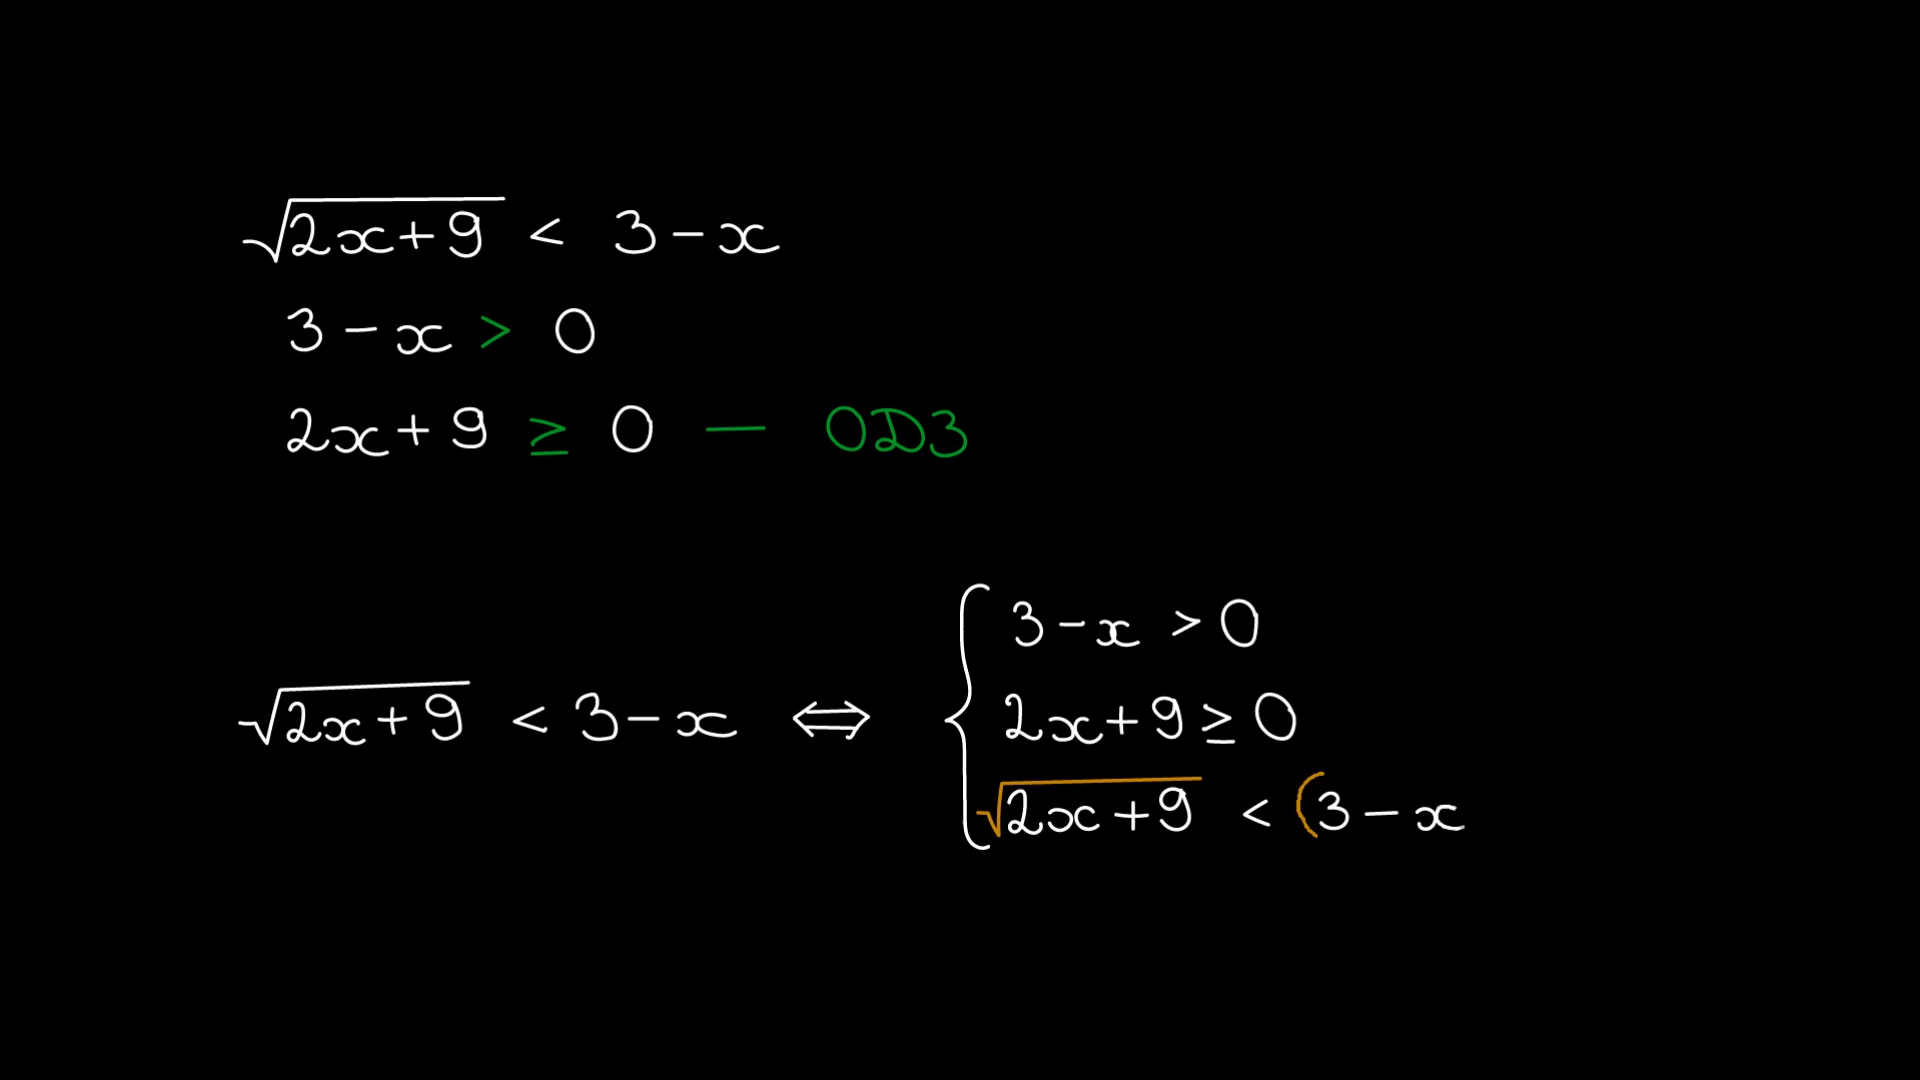 √(2x+9) < 3-x
3-x > 0
2x+9 ≥ 0 — ОДЗ
√(2x+9) < 3-x ⇔ { 3-x > 0
2x+9 ≥ 0
√(2x+9) < (3-x